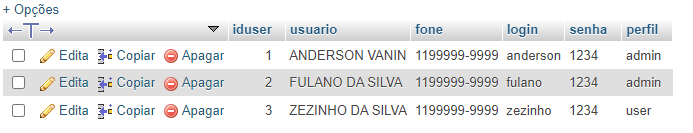 + Opções
iduser usuario fone login senha perfil
Edita Copiar Apagar 1 ANDERSON VANIN 1199999-9999 anderson 1234 admin
Edita Copiar Apagar 2 FULANO DA SILVA 1199999-9999 fulano 1234 admin
Edita Copiar Apagar 3 ZEZINHO DA SILVA 1199999-9999 zezinho 1234 user